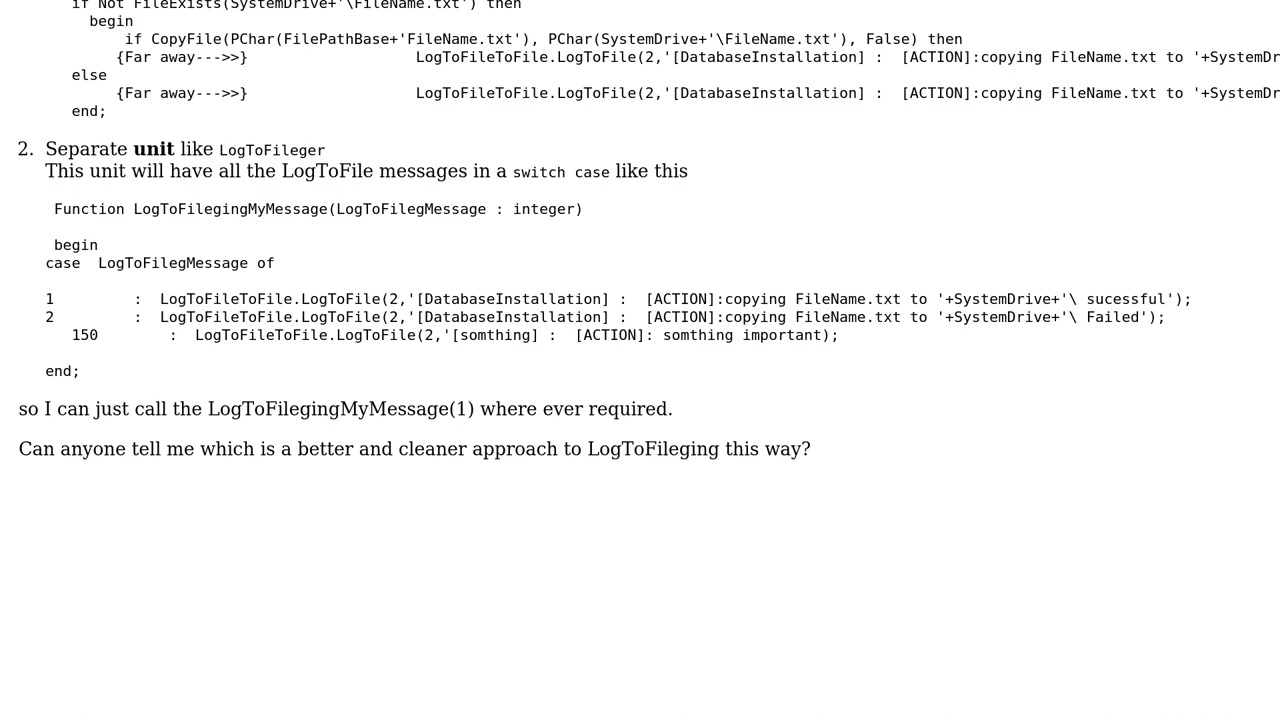 if Not FileExists(SystemDrive+'\FileName.txt') then
begin
if CopyFile(PChar(FilePathBase+'FileName.txt'), PChar(SystemDrive+'\FileName.txt'), False) then
{Far away--->>} LogToFileToFile.LogToFile(2,'[DatabaseInstallation] : [ACTION]:copying FileName.txt to '+SystemDr
else
{Far away--->>} LogToFileToFile.LogToFile(2,'[DatabaseInstallation] : [ACTION]:copying FileName.txt to '+SystemDr
end;
2. Separate unit like LogToFileger
This unit will have all the LogToFile messages in a switch case like this
Function LogToFilegingMyMessage(LogToFilegMessage : integer)
begin
case LogToFilegMessage of
1 : LogToFileToFile.LogToFile(2,'[DatabaseInstallation] : [ACTION]:copying FileName.txt to '+SystemDrive+'\ sucessful');
2 : LogToFileToFile.LogToFile(2,'[DatabaseInstallation] : [ACTION]:copying FileName.txt to '+SystemDrive+'\ Failed');
150 : LogToFileToFile.LogToFile(2,'[somthing] : [ACTION]: somthing important);
end;
so I can just call the LogToFilegingMyMessage(1) where ever required.
Can anyone tell me which is a better and cleaner approach to LogToFileging this way?